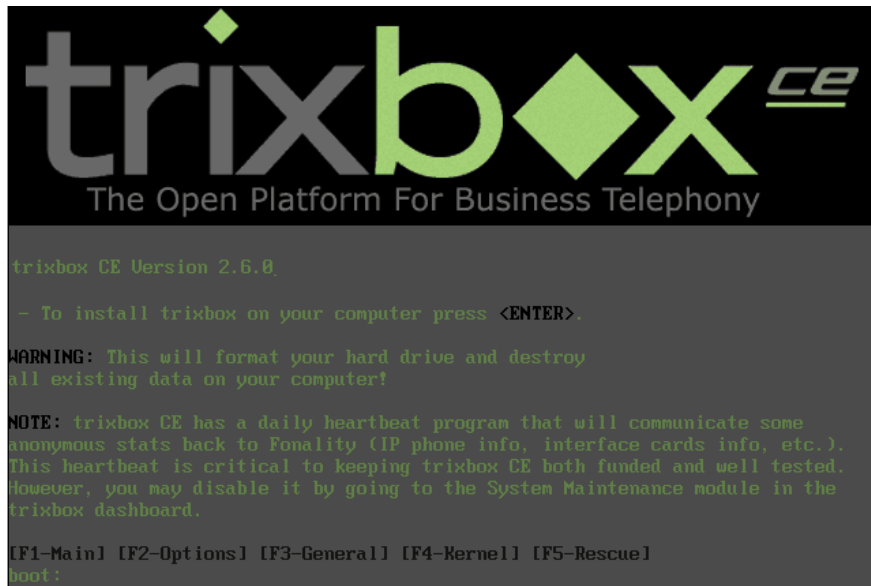 trixbox ce
The Open Platform For Business Telephony
trixbox CE Version 2.6.0
- To install trixbox on your computer press <ENTER>.
WARNING: This will format your hard drive and destroy
all existing data on your computer!
NOTE: trixbox CE has a daily heartbeat program that will communicate some
anonymous stats back to Fonality (IP phone info, interface cards info, etc.).
This heartbeat is critical to keeping trixbox CE both funded and well tested.
However, you may disable it by going to the System Maintenance module in the
trixbox dashboard.
[F1-Main] [F2-Options] [F3-General] [F4-Kernel] [F5-Rescue]
boot: